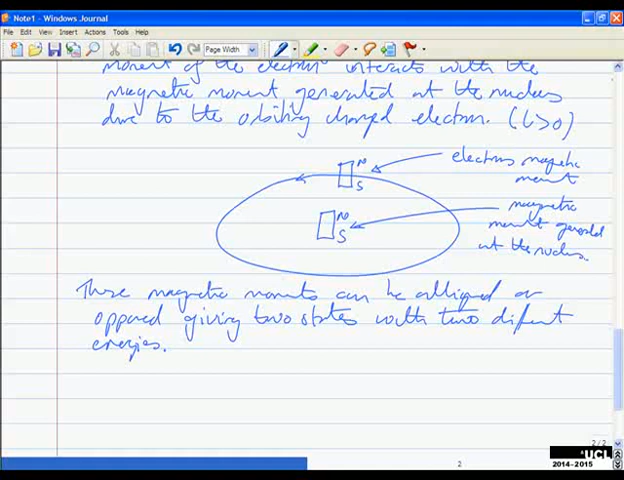 Note1 - Windows Journal
File Edit View Insert Actions Tools Help
Page Width
moment of the electron interacts with the
magnetic moment generated at the nucleus
due to the orbiting charged electron. (l>0)
electrons magnetic
moment
N
S
magnetic
moment generated
at the nucleus.
N
S
These magnetic moments can be alligned or
opposed giving two states with two diferent
energies.
2/2
2
UCL
2014-2015